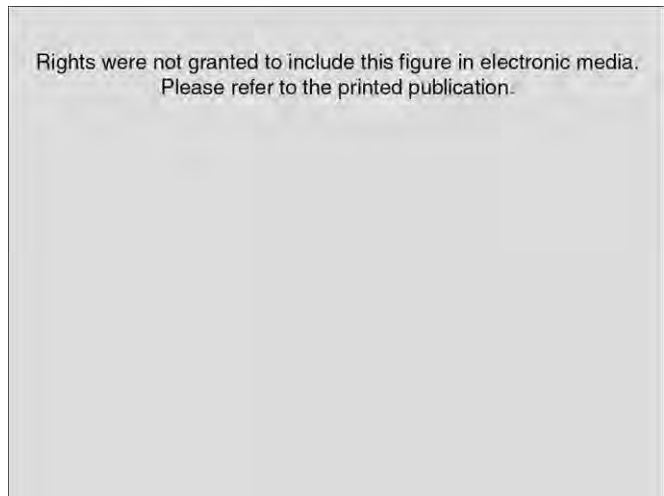 Rights were not granted to include this figure in electronic media.
Please refer to the printed publication.